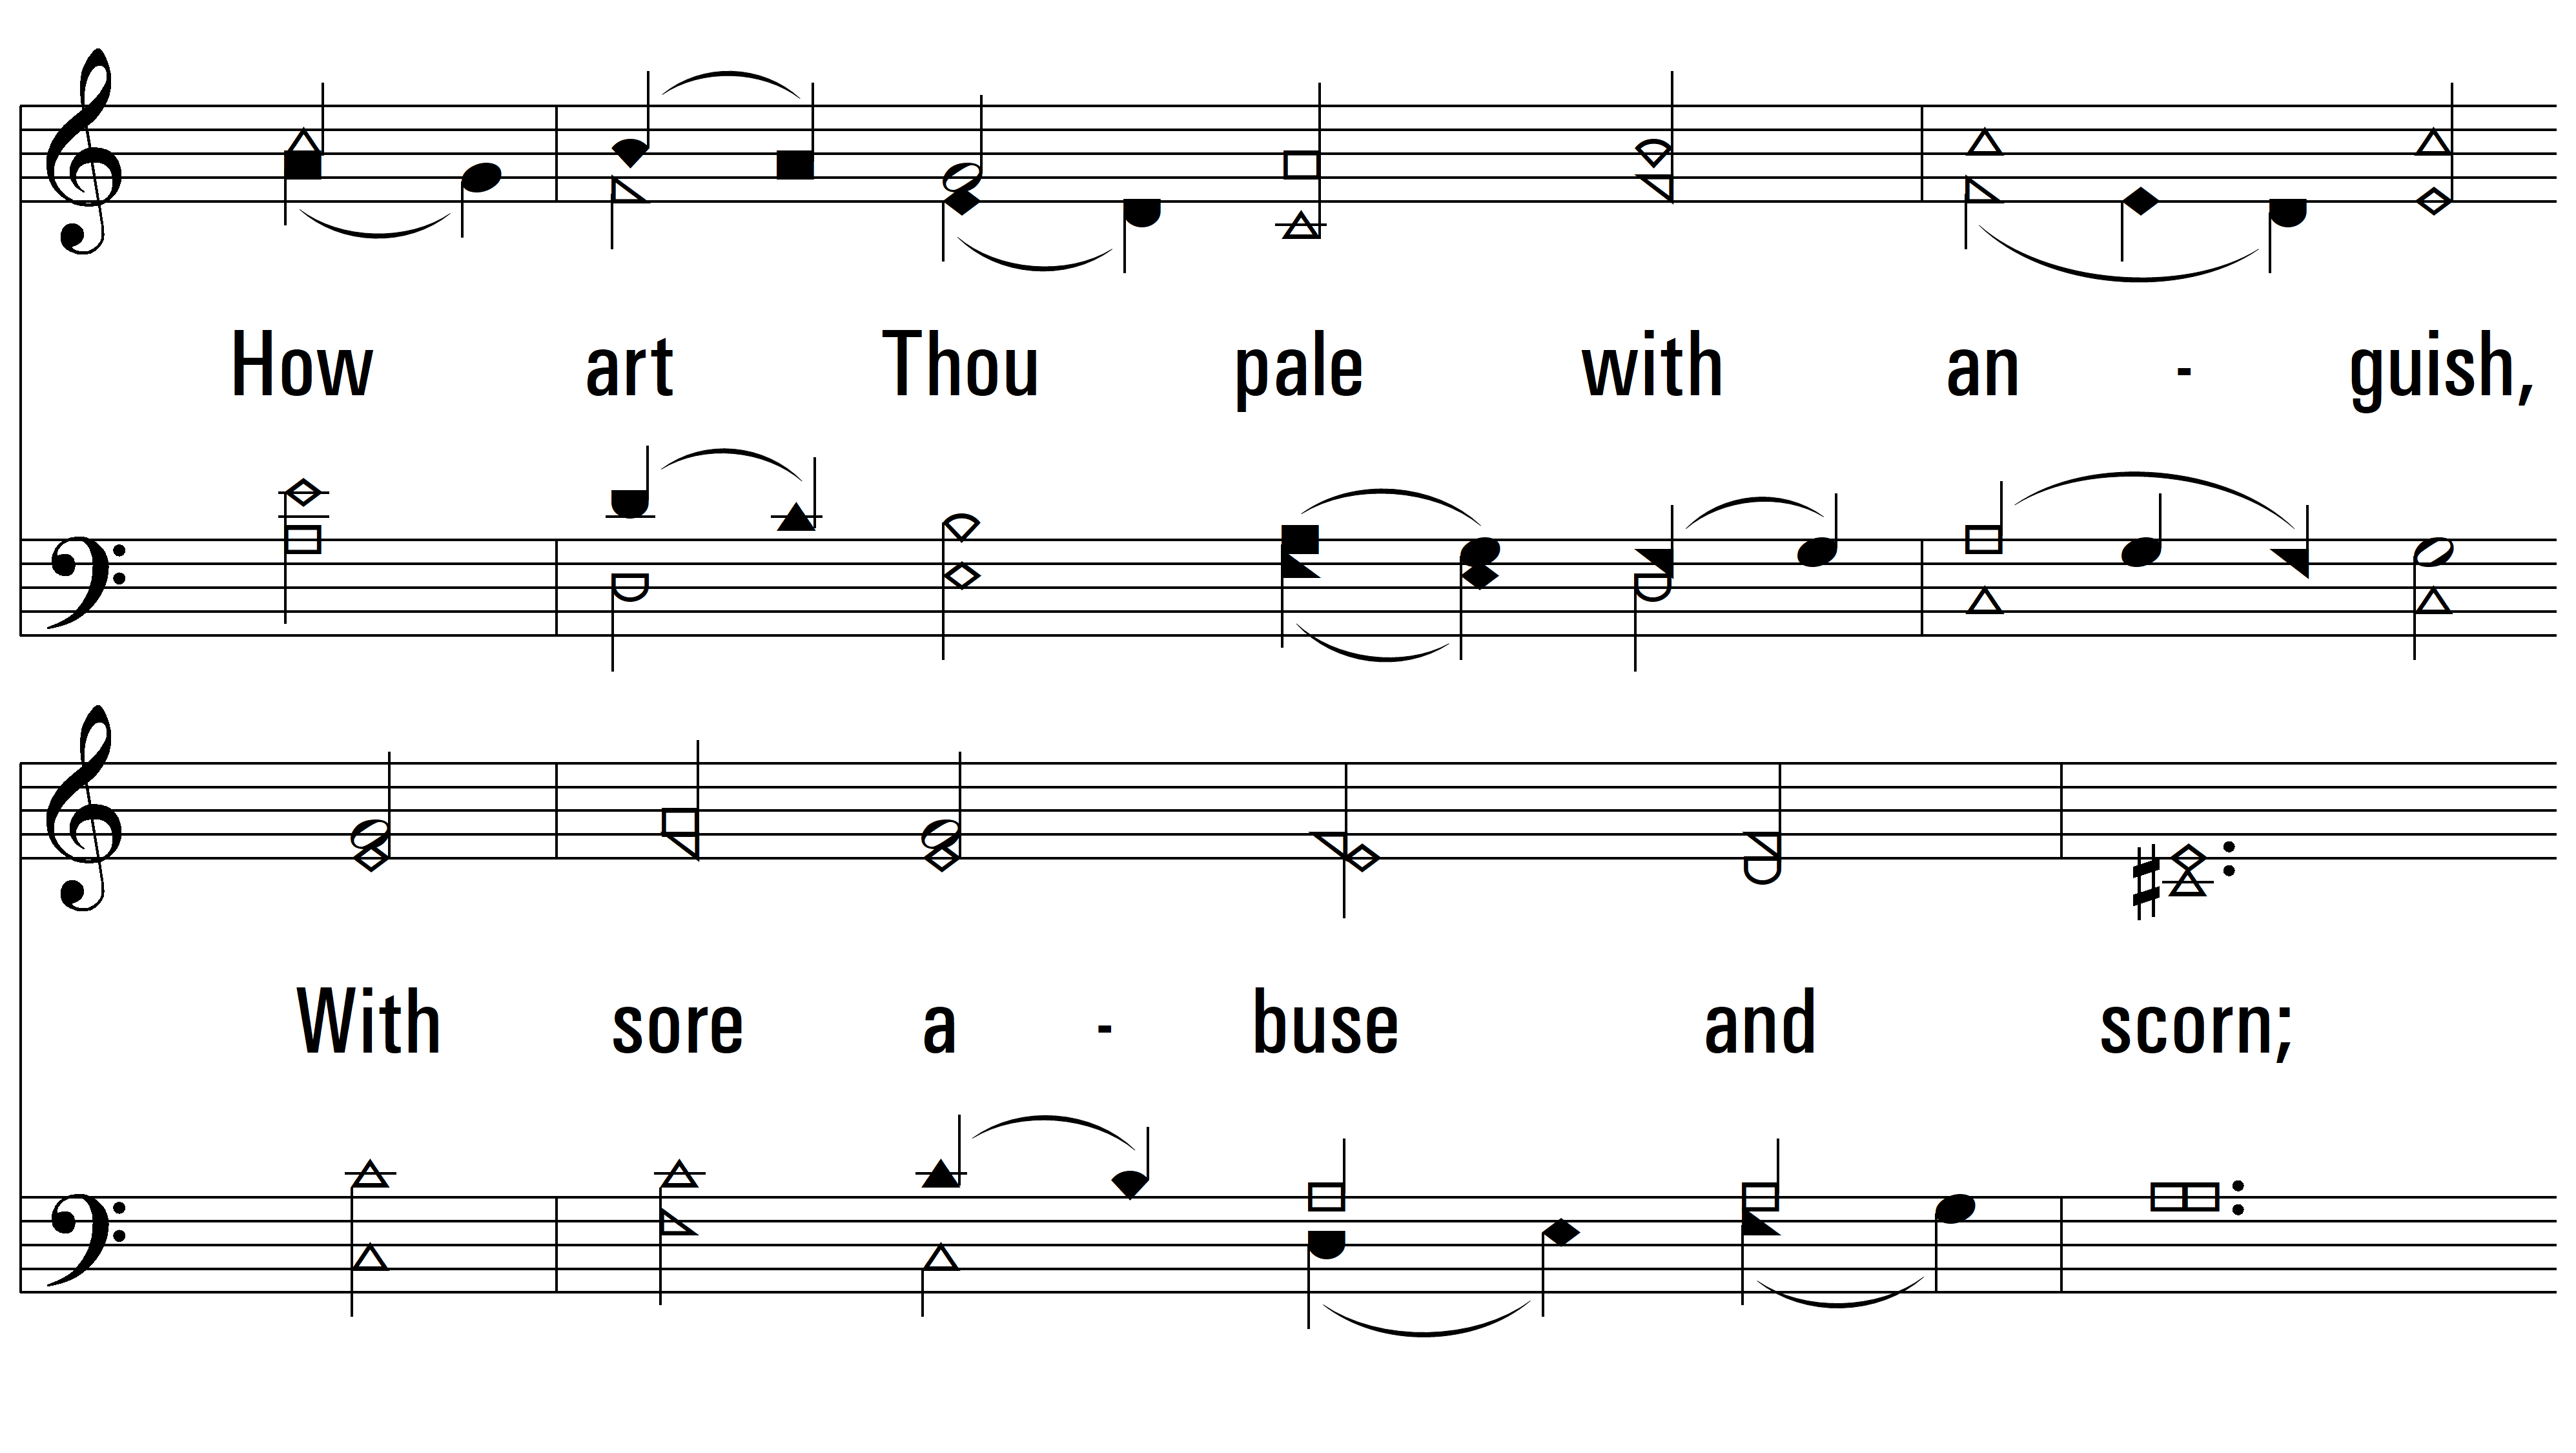 How art Thou pale with an - guish,
With sore a - buse and scorn;